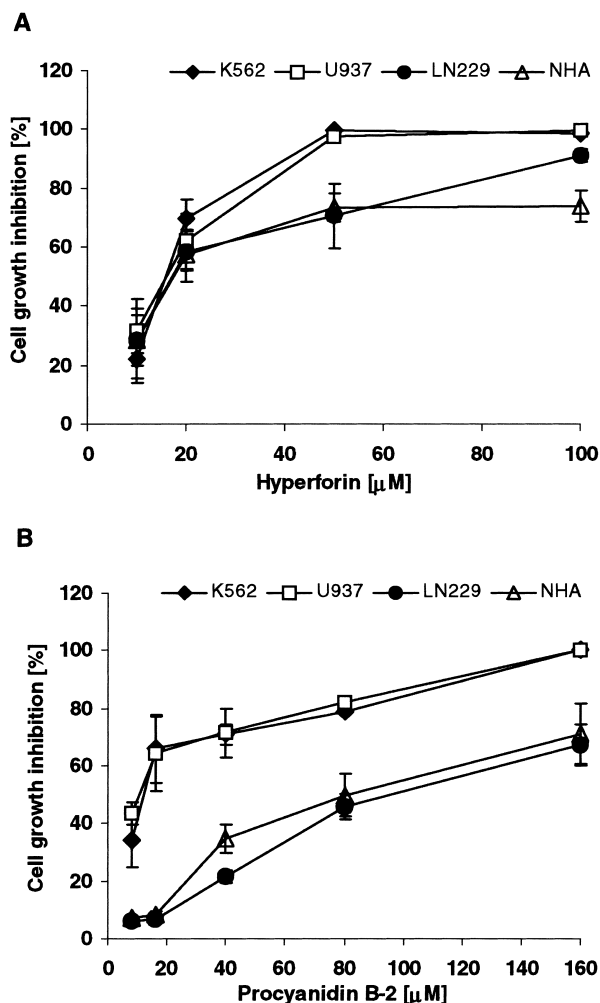 A
K562 U937 LN229 NHA
120
100
80
60
40
20
0
Cell growth inhibition [%]
0 20 40 60 80 100
Hyperforin [μM]
B
K562 U937 LN229 NHA
120
100
80
60
40
20
0
Cell growth inhibition [%]
0 20 40 60 80 100 120 140 160
Procyanidin B-2 [μM]